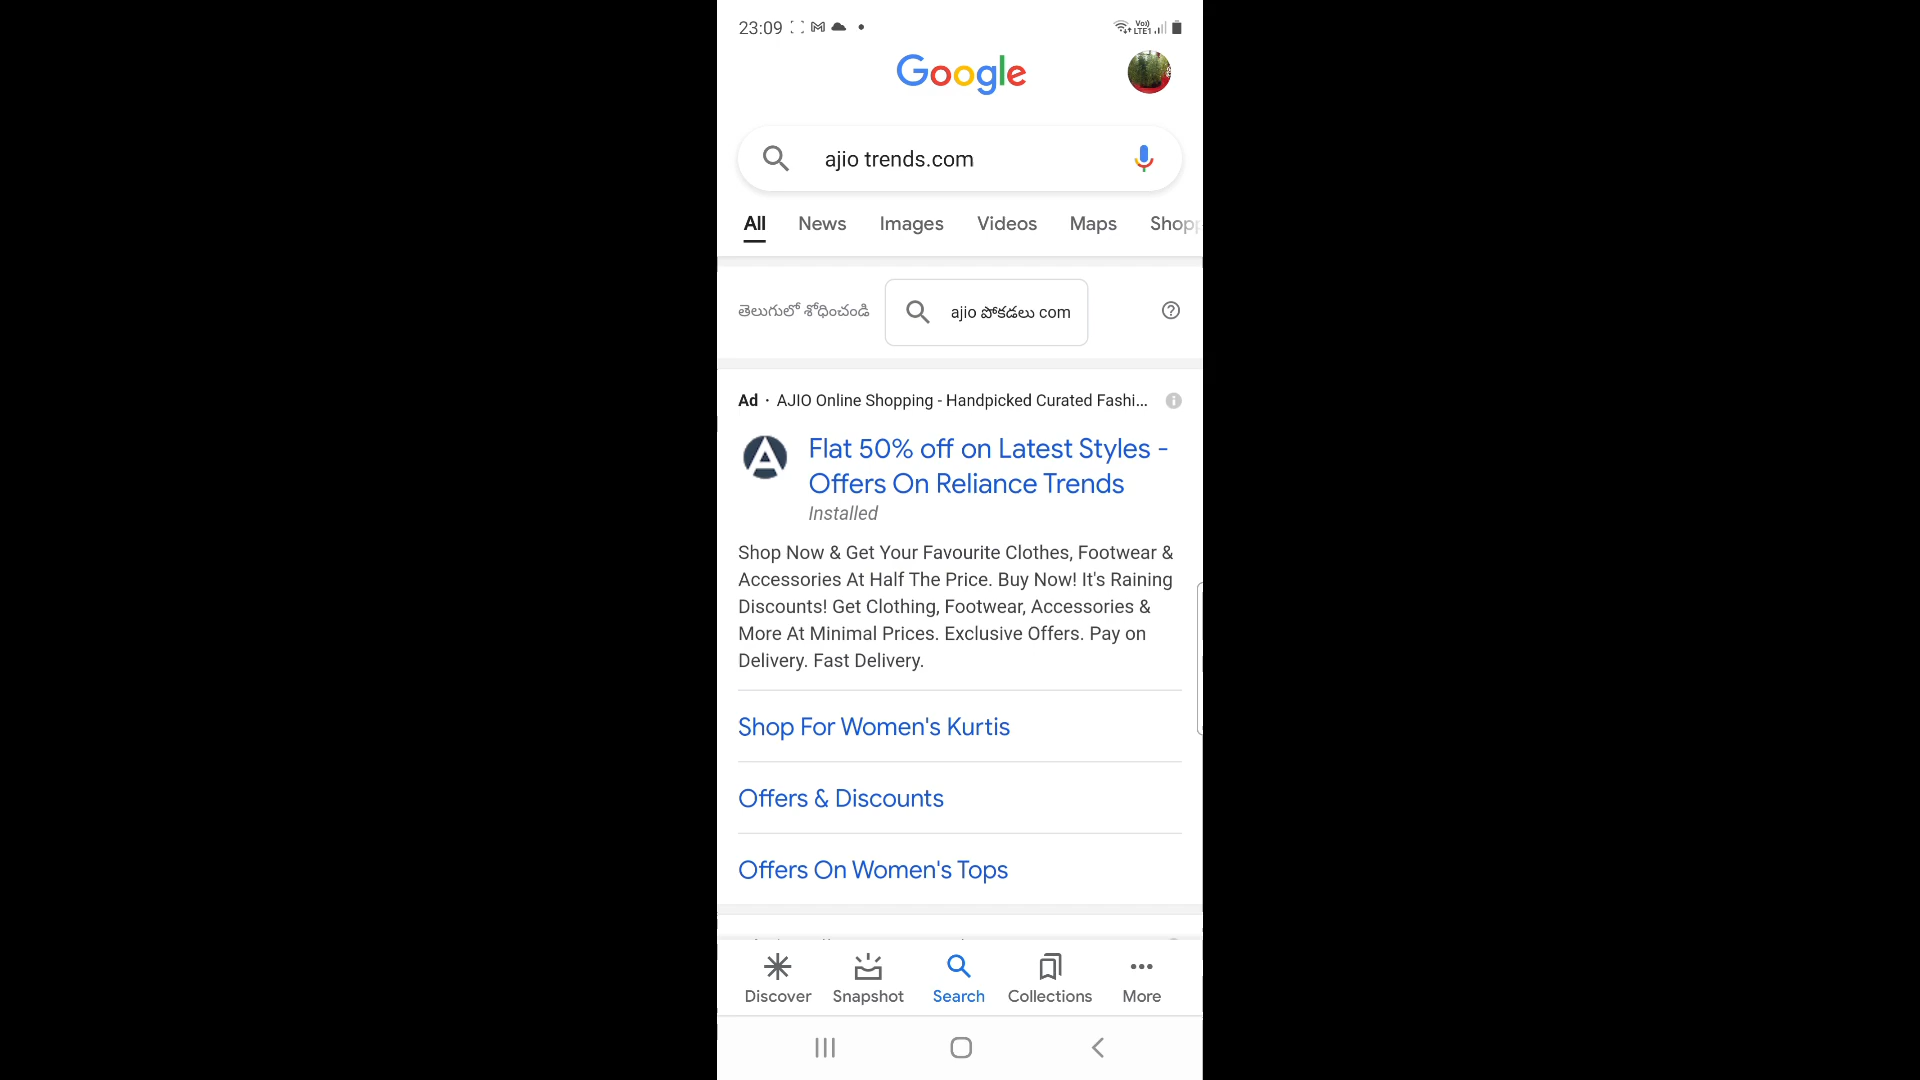 23:09
Vo)) LTE1
Google
ajio trends.com
All News Images Videos Maps Shopp
తెలుగులో శోధించండి
ajio పోకడలు com
Ad · AJIO Online Shopping - Handpicked Curated Fashi...
Flat 50% off on Latest Styles -
Offers On Reliance Trends
Installed
Shop Now & Get Your Favourite Clothes, Footwear &
Accessories At Half The Price. Buy Now! It's Raining
Discounts! Get Clothing, Footwear, Accessories &
More At Minimal Prices. Exclusive Offers. Pay on
Delivery. Fast Delivery.
Shop For Women's Kurtis
Offers & Discounts
Offers On Women's Tops
Discover Snapshot Search Collections More